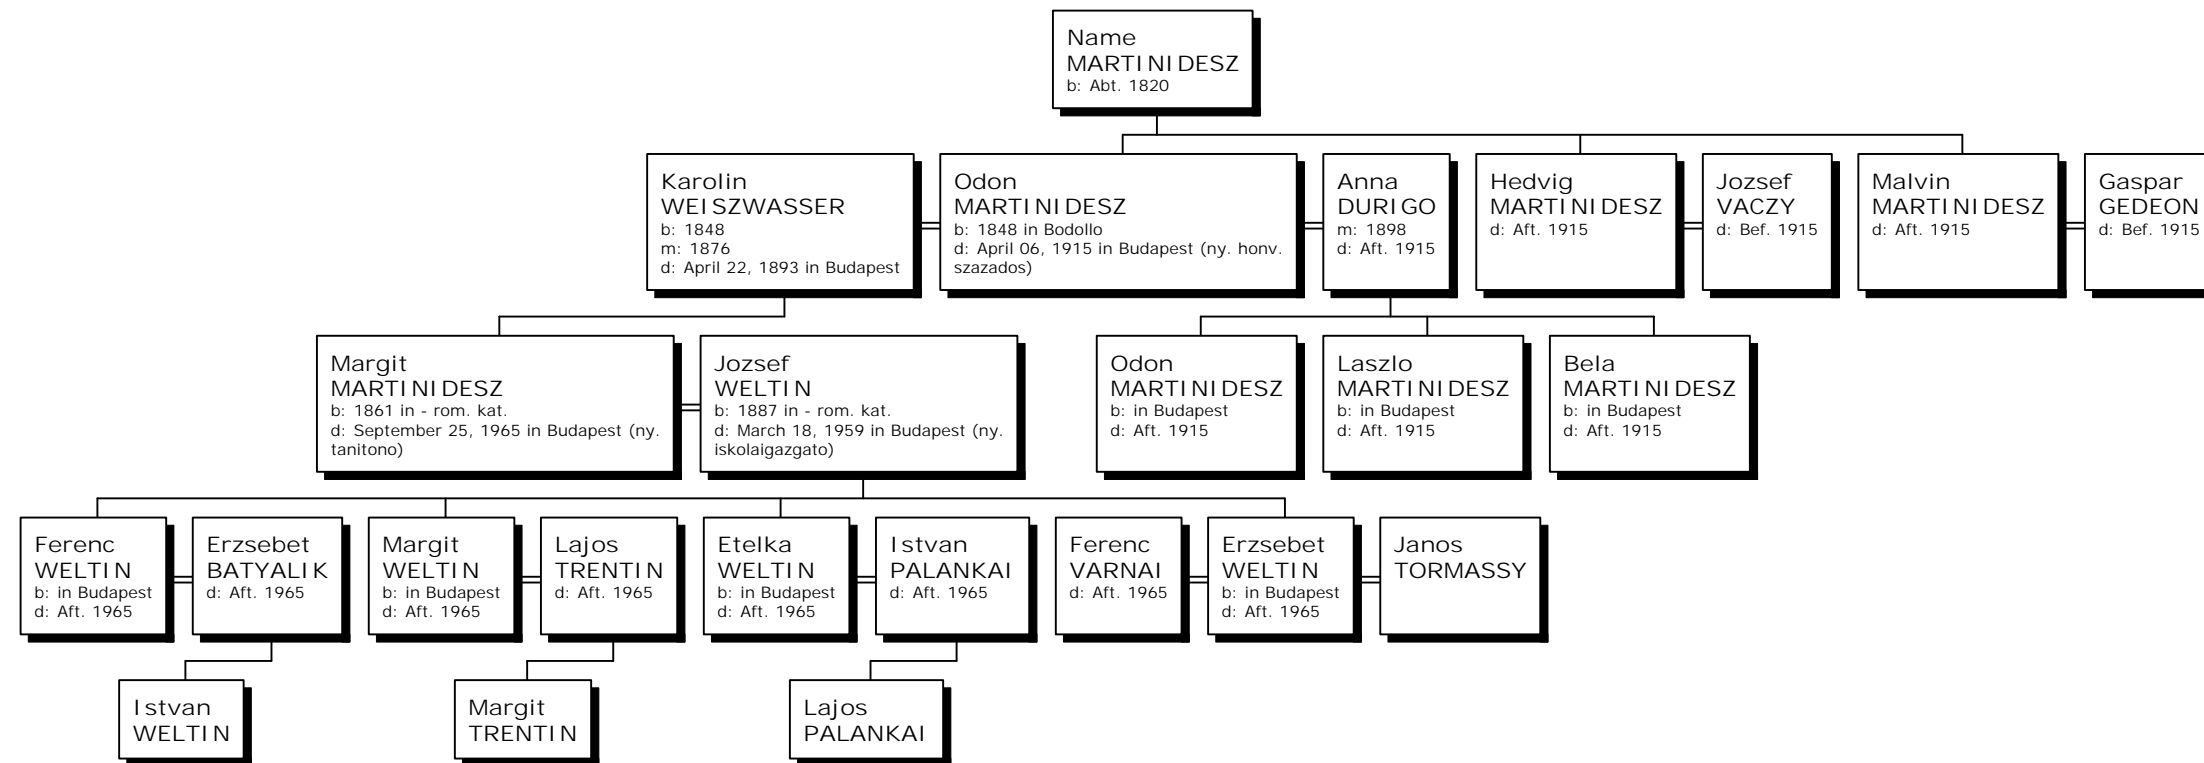 Name
MARTINIDESZ
b: Abt. 1820
Karolin
WEISZWASSER
b: 1848
m: 1876
d: April 22, 1893 in Budapest
Odon
MARTINIDESZ
b: 1848 in Bodollo
d: April 06, 1915 in Budapest (ny. honv.
szazados)
Anna
DURIGO
m: 1898
d: Aft. 1915
Hedvig
MARTINIDESZ
d: Aft. 1915
Jozsef
VACZY
d: Bef. 1915
Malvin
MARTINIDESZ
d: Aft. 1915
Gaspar
GEDEON
d: Bef. 1915
Margit
MARTINIDESZ
b: 1861 in - rom. kat.
d: September 25, 1965 in Budapest (ny.
tanitono)
Jozsef
WELTIN
b: 1887 in - rom. kat.
d: March 18, 1959 in Budapest (ny.
iskolaigazgato)
Odon
MARTINIDESZ
b: in Budapest
d: Aft. 1915
Laszlo
MARTINIDESZ
b: in Budapest
d: Aft. 1915
Bela
MARTINIDESZ
b: in Budapest
d: Aft. 1915
Ferenc
WELTIN
b: in Budapest
d: Aft. 1965
Erzsebet
BATYALIK
d: Aft. 1965
Margit
WELTIN
b: in Budapest
d: Aft. 1965
Lajos
TRENTIN
d: Aft. 1965
Etelka
WELTIN
b: in Budapest
d: Aft. 1965
Istvan
PALANKAI
d: Aft. 1965
Ferenc
VARNAI
d: Aft. 1965
Erzsebet
WELTIN
b: in Budapest
d: Aft. 1965
Janos
TORMASSY
Istvan
WELTIN
Margit
TRENTIN
Lajos
PALANKAI